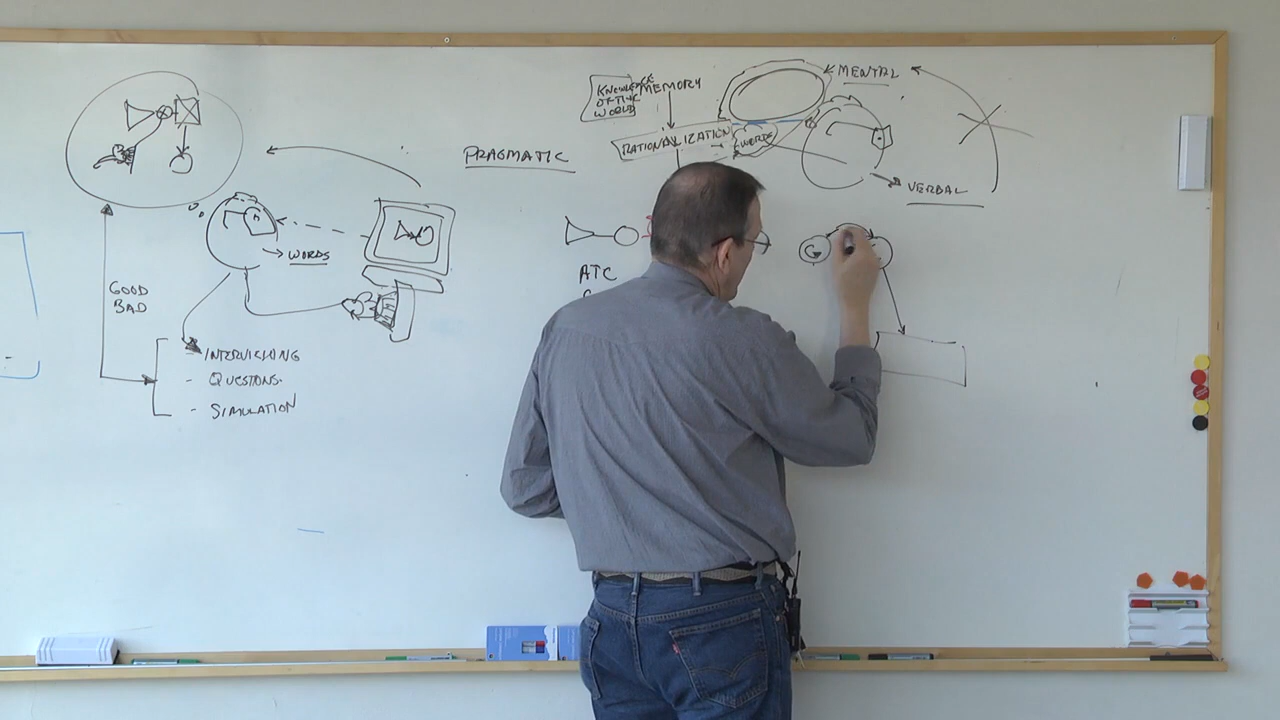 KNOWLEDGE
OF THE
WORLD
MEMORY
MENTAL
RATIONALIZATION → WORDS
PRAGMATIC
VERBAL
→ WORDS
GOOD
BAD
ATC
G
- INTERVIEWING
- QUESTIONS
- SIMULATION